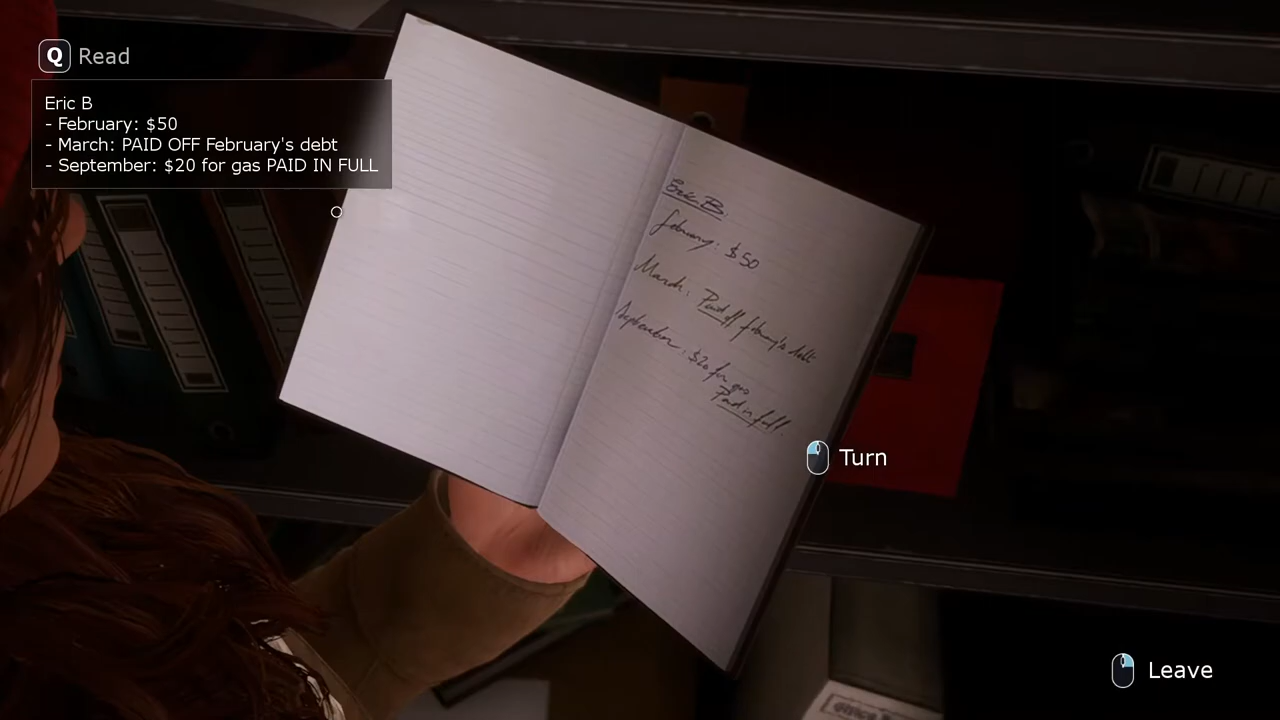 Q Read
Eric B
- February: $50
- March: PAID OFF February's debt
- September: $20 for gas PAID IN FULL
Eric B.
february: $50
March: Paid off february's debt
September: $20 for gas
Paid in full.
Turn
Leave